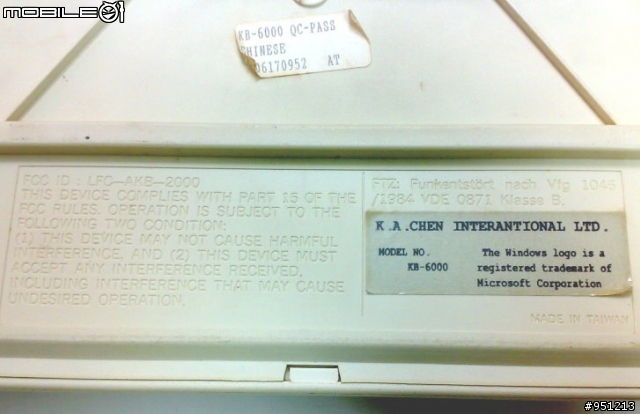 MOBILE01
KB-6000 QC-PASS
CHINESE
06170952 AT
FCC ID : LFC-AKB-2000
THIS DEVICE COMPLIES WITH PART 15 OF THE
FCC RULES. OPERATION IS SUBJECT TO THE
FOLLOWING TWO CONDITION:
(1) THIS DEVICE MAY NOT CAUSE HARMFUL
INTERFERENCE, AND (2) THIS DEVICE MUST
ACCEPT ANY INTERFERENCE RECEIVED,
INCLUDING INTERFERENCE THAT MAY CAUSE
UNDESIRED OPERATION.
FTZ: Funkentstört nach Vfg 1046
/1984 VDE 0871 Klasse B.
K.A.CHEN INTERANTIONAL LTD.
MODEL NO.
KB-6000
The Windows logo is a
registered trademark of
Microsoft Corporation
MADE IN TAIWAN
#951213